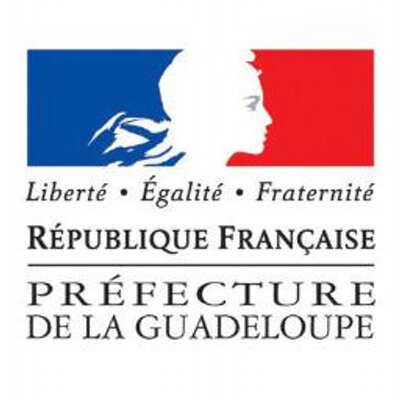 Liberté • Égalité • Fraternité
RÉPUBLIQUE FRANÇAISE
PRÉFECTURE
DE LA GUADELOUPE